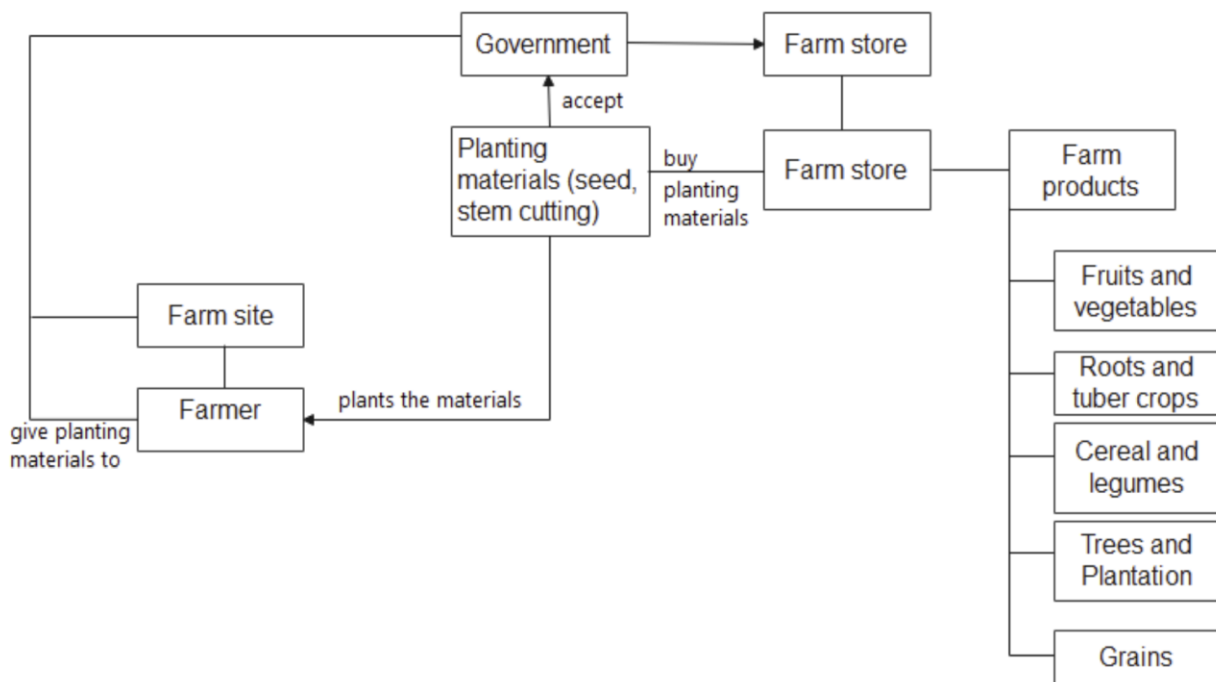 Government
Farm store
accept
Planting
materials (seed,
stem cutting)
buy
planting
materials
Farm store
Farm
products
Fruits and
vegetables
Farm site
Roots and
tuber crops
Farmer
plants the materials
give planting
materials to
Cereal and
legumes
Trees and
Plantation
Grains